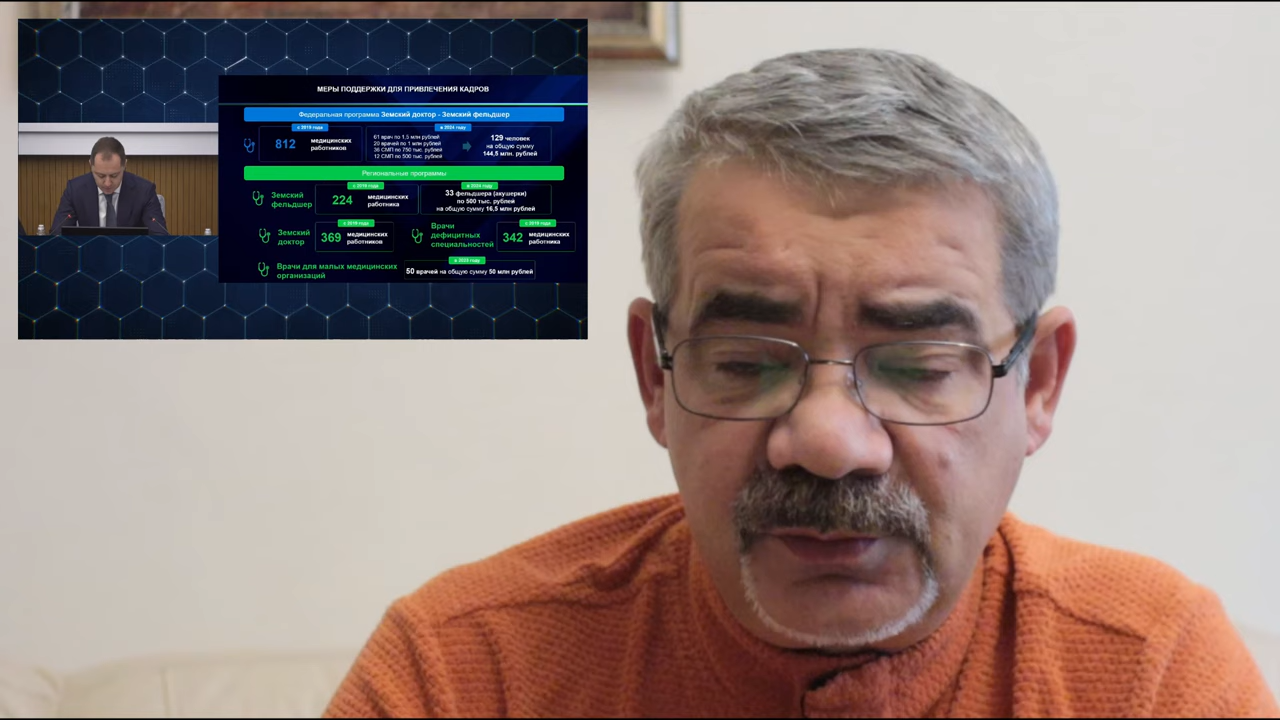 МЕРЫ ПОДДЕРЖКИ ДЛЯ ПРИВЛЕЧЕНИЯ КАДРОВ
Федеральная программа Земский доктор - Земский фельдшер
с 2019 года
в 2024 году
812
медицинских
работников
61 врач по 1,5 млн рублей
20 врачей по 1 млн рублей
36 СМП по 750 тыс. рублей
12 СМП по 500 тыс. рублей
129 человек
на общую сумму
144,5 млн. рублей
Региональные программы
Земский
фельдшер
с 2019 года
224
медицинских
работника
в 2024 году
33 фельдшера (акушерки)
по 500 тыс. рублей
на общую сумму 16,5 млн рублей
Земский
доктор
с 2019 года
369
медицинских
работников
Врачи
дефицитных
специальностей
с 2019 года
342
медицинских
работника
Врачи для малых медицинских
организаций
в 2023 году
50 врачей на общую сумму 50 млн рублей